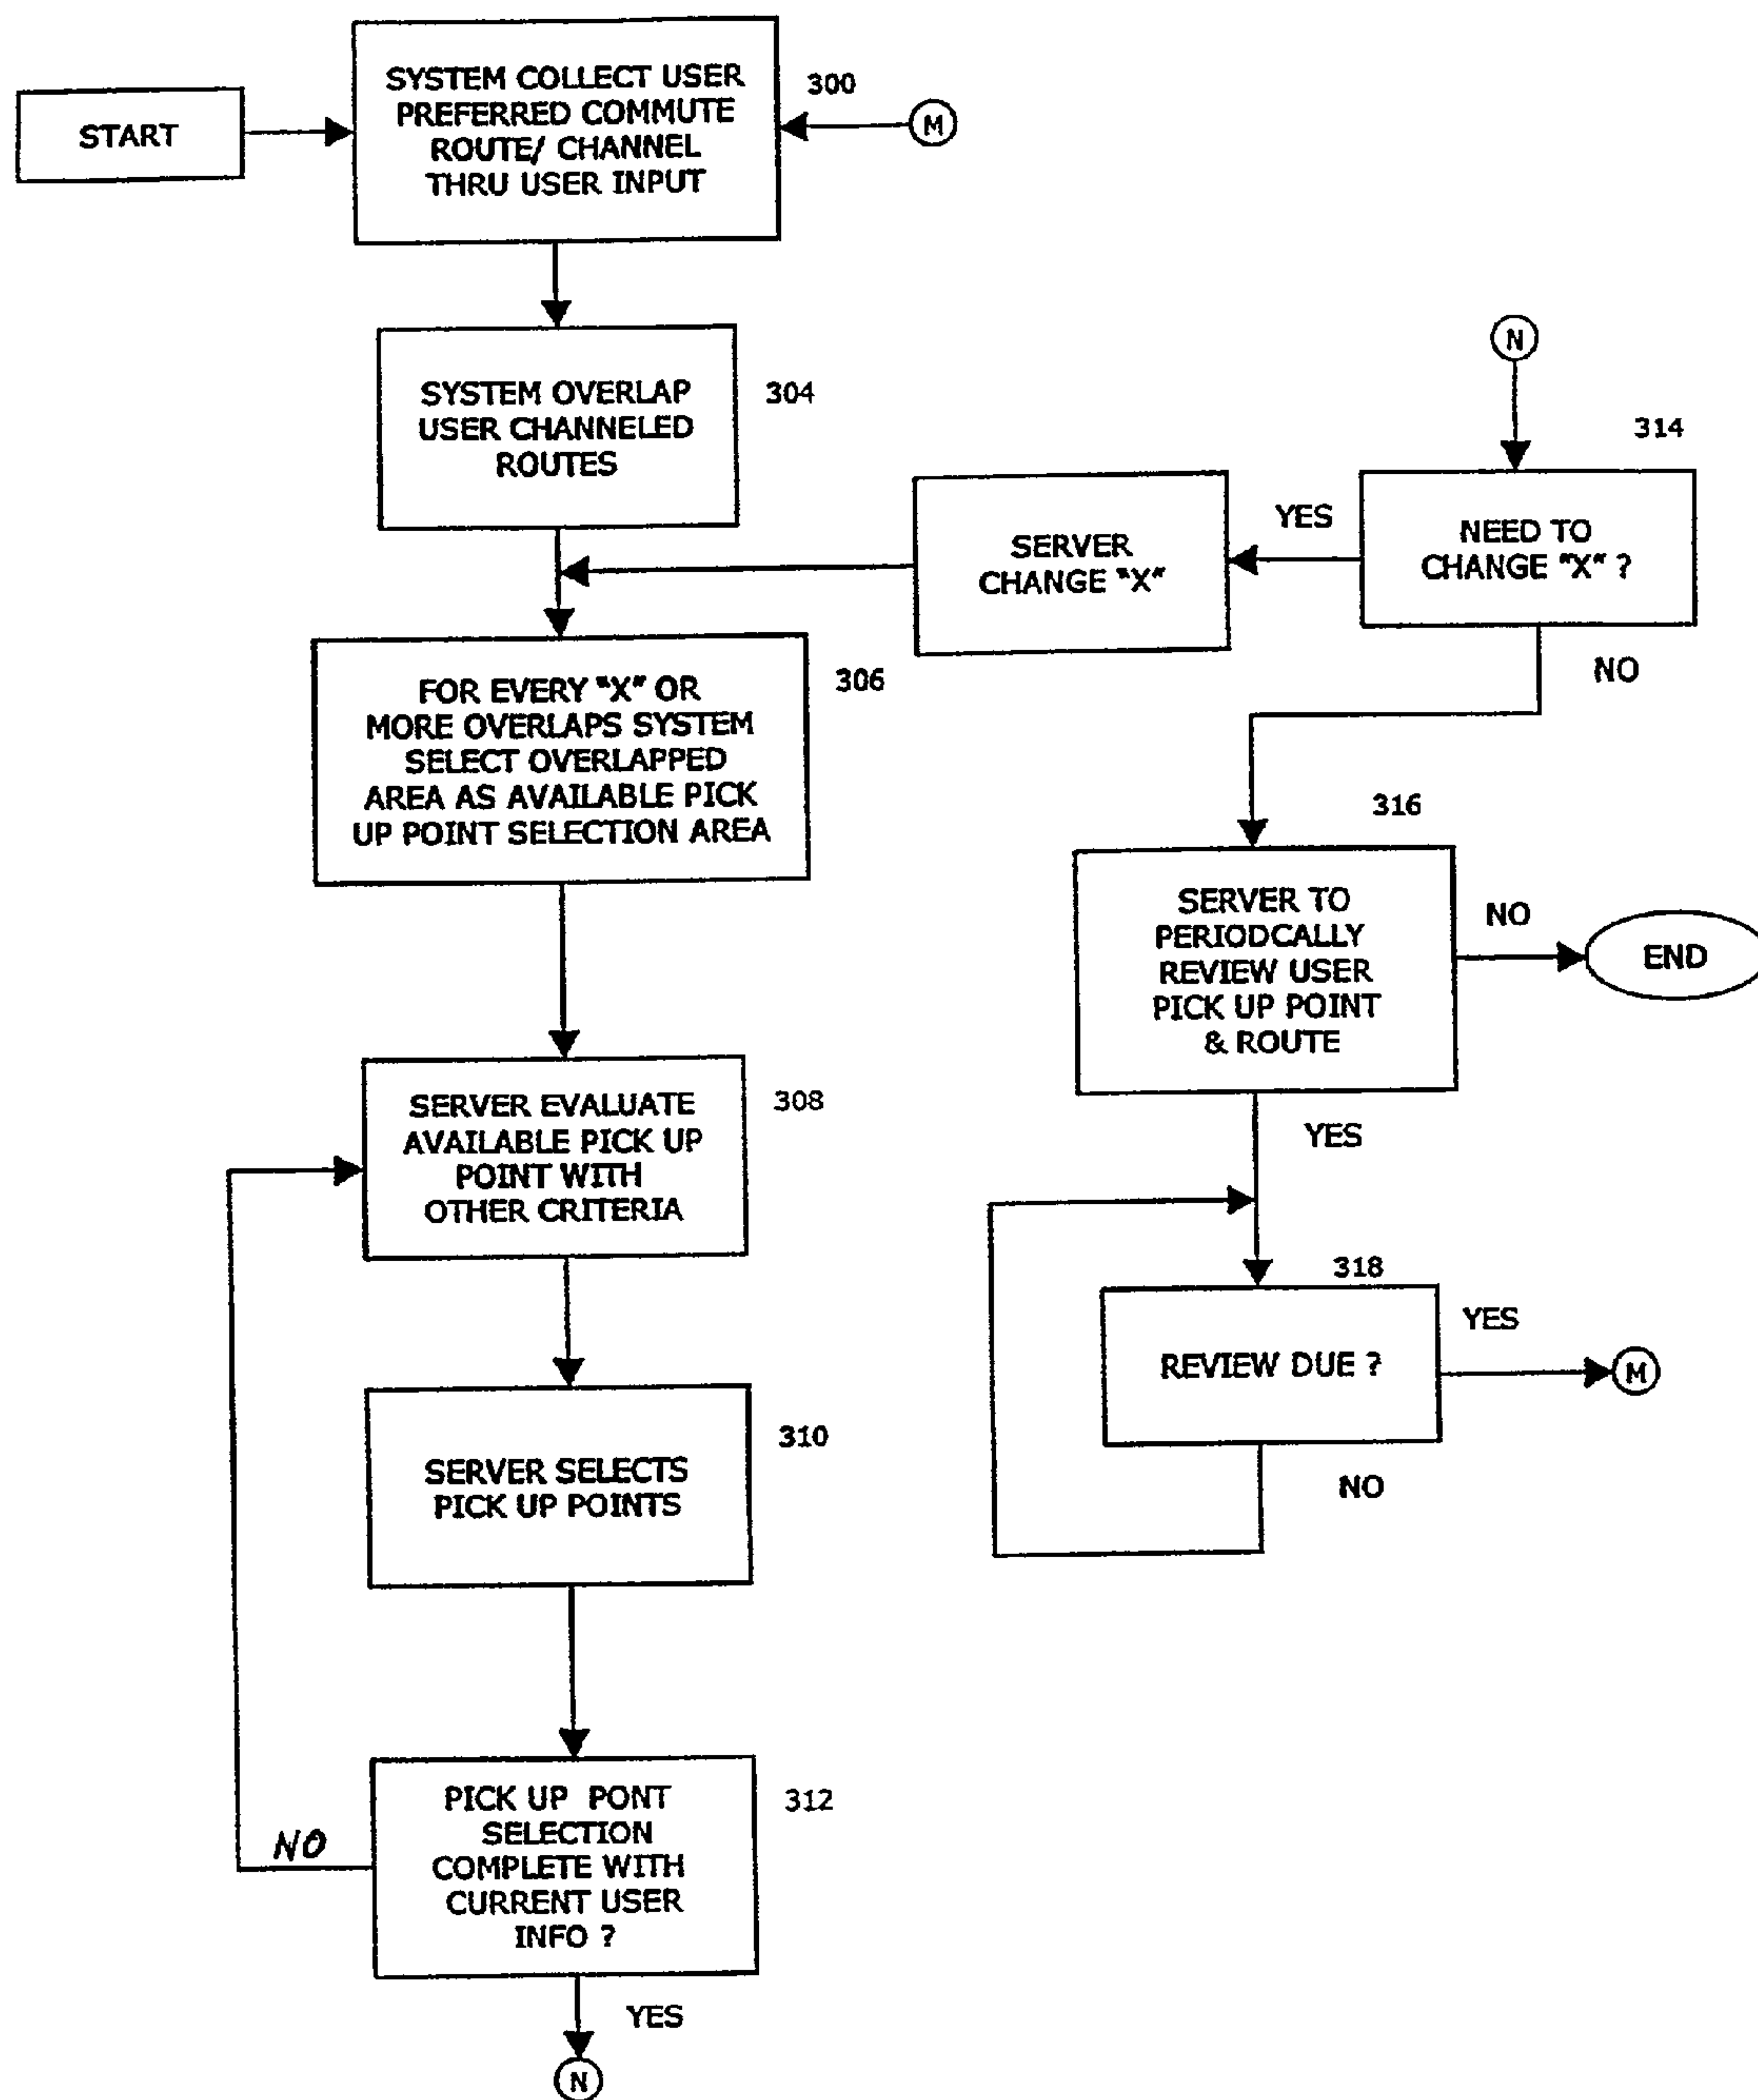 START
SYSTEM COLLECT USER
PREFERRED COMMUTE
ROUTE/ CHANNEL
THRU USER INPUT
300
M
SYSTEM OVERLAP
USER CHANNELED
ROUTES
304
FOR EVERY "X" OR
MORE OVERLAPS SYSTEM
SELECT OVERLAPPED
AREA AS AVAILABLE PICK
UP POINT SELECTION AREA
306
SERVER EVALUATE
AVAILABLE PICK UP
POINT WITH
OTHER CRITERIA
308
SERVER SELECTS
PICK UP POINTS
310
PICK UP PONT
SELECTION
COMPLETE WITH
CURRENT USER
INFO ?
312
NO
YES
N
N
314
NEED TO
CHANGE "X" ?
YES
SERVER
CHANGE "X"
NO
316
SERVER TO
PERIODCALLY
REVIEW USER
PICK UP POINT
& ROUTE
NO
END
YES
318
REVIEW DUE ?
YES
M
NO